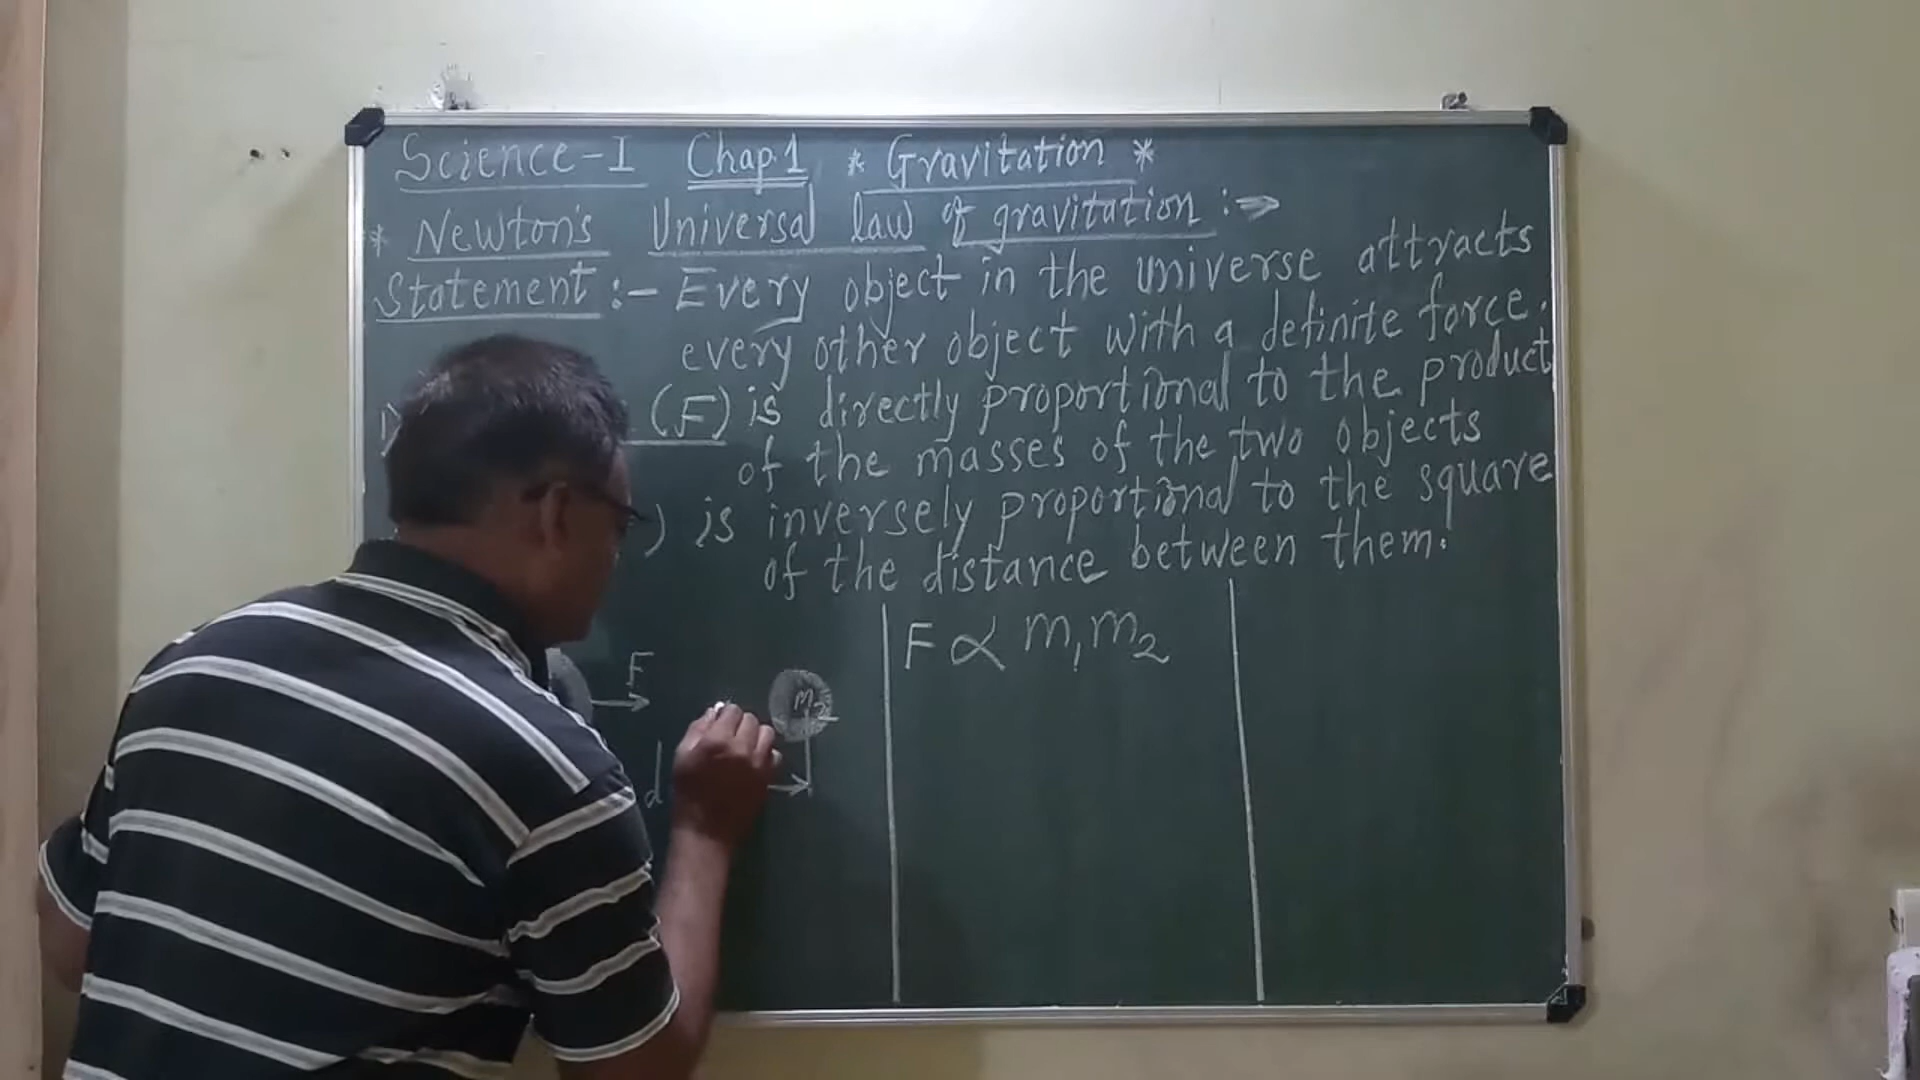 Science-I Chap.1 * Gravitation *
* Newton's Universal law of gravitation :⇒
Statement :- Every object in the universe attracts
every other object with a definite force.
(F) is directly proportional to the product
of the masses of the two objects
) is inversely proportional to the square
of the distance between them.
F
m₂
d
F ∝ m₁m₂